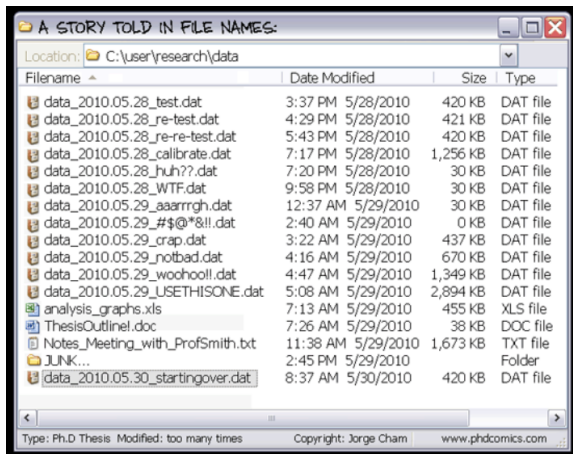 A STORY TOLD IN FILE NAMES:
Location: C:\user\research\data
Filename Date Modified Size Type
data_2010.05.28_test.dat 3:37 PM 5/28/2010 420 KB DAT file
data_2010.05.28_re-test.dat 4:29 PM 5/28/2010 421 KB DAT file
data_2010.05.28_re-re-test.dat 5:43 PM 5/28/2010 420 KB DAT file
data_2010.05.28_calibrate.dat 7:17 PM 5/28/2010 1,256 KB DAT file
data_2010.05.28_huh??.dat 7:20 PM 5/28/2010 30 KB DAT file
data_2010.05.28_WTF.dat 9:58 PM 5/28/2010 30 KB DAT file
data_2010.05.29_aaarrrgh.dat 12:37 AM 5/29/2010 30 KB DAT file
data_2010.05.29_#$@*&!!.dat 2:40 AM 5/29/2010 0 KB DAT file
data_2010.05.29_crap.dat 3:22 AM 5/29/2010 437 KB DAT file
data_2010.05.29_notbad.dat 4:16 AM 5/29/2010 670 KB DAT file
data_2010.05.29_woohoo!!.dat 4:47 AM 5/29/2010 1,349 KB DAT file
data_2010.05.29_USETHISONE.dat 5:08 AM 5/29/2010 2,894 KB DAT file
analysis_graphs.xls 7:13 AM 5/29/2010 455 KB XLS file
ThesisOutline!.doc 7:26 AM 5/29/2010 38 KB DOC file
Notes_Meeting_with_ProfSmith.txt 11:38 AM 5/29/2010 1,673 KB TXT file
JUNK... 2:45 PM 5/29/2010 Folder
data_2010.05.30_startingover.dat 8:37 AM 5/30/2010 420 KB DAT file
Type: Ph.D Thesis Modified: too many times Copyright: Jorge Cham www.phdcomics.com